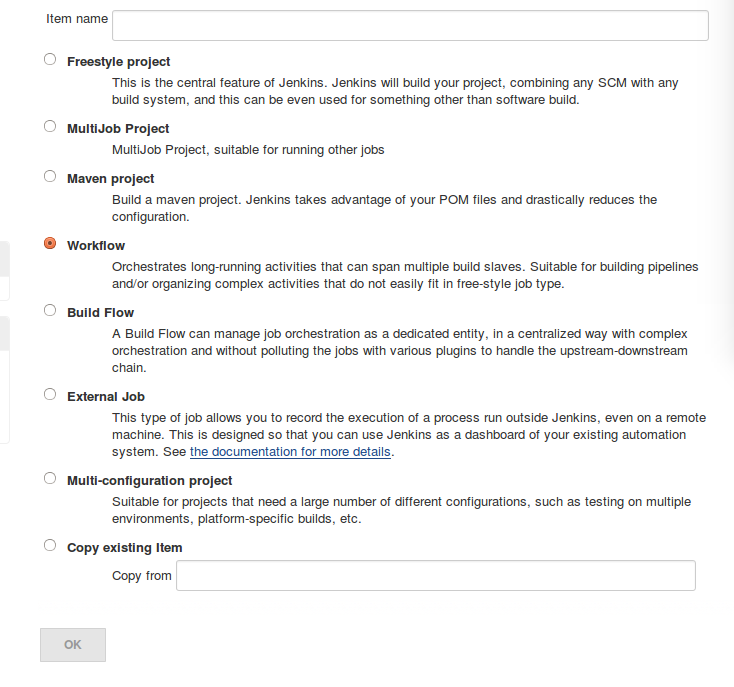 Item name
Freestyle project
This is the central feature of Jenkins. Jenkins will build your project, combining any SCM with any
build system, and this can be even used for something other than software build.
MultiJob Project
MultiJob Project, suitable for running other jobs
Maven project
Build a maven project. Jenkins takes advantage of your POM files and drastically reduces the
configuration.
Workflow
Orchestrates long-running activities that can span multiple build slaves. Suitable for building pipelines
and/or organizing complex activities that do not easily fit in free-style job type.
Build Flow
A Build Flow can manage job orchestration as a dedicated entity, in a centralized way with complex
orchestration and without polluting the jobs with various plugins to handle the upstream-downstream
chain.
External Job
This type of job allows you to record the execution of a process run outside Jenkins, even on a remote
machine. This is designed so that you can use Jenkins as a dashboard of your existing automation
system. See the documentation for more details.
Multi-configuration project
Suitable for projects that need a large number of different configurations, such as testing on multiple
environments, platform-specific builds, etc.
Copy existing Item
Copy from
OK